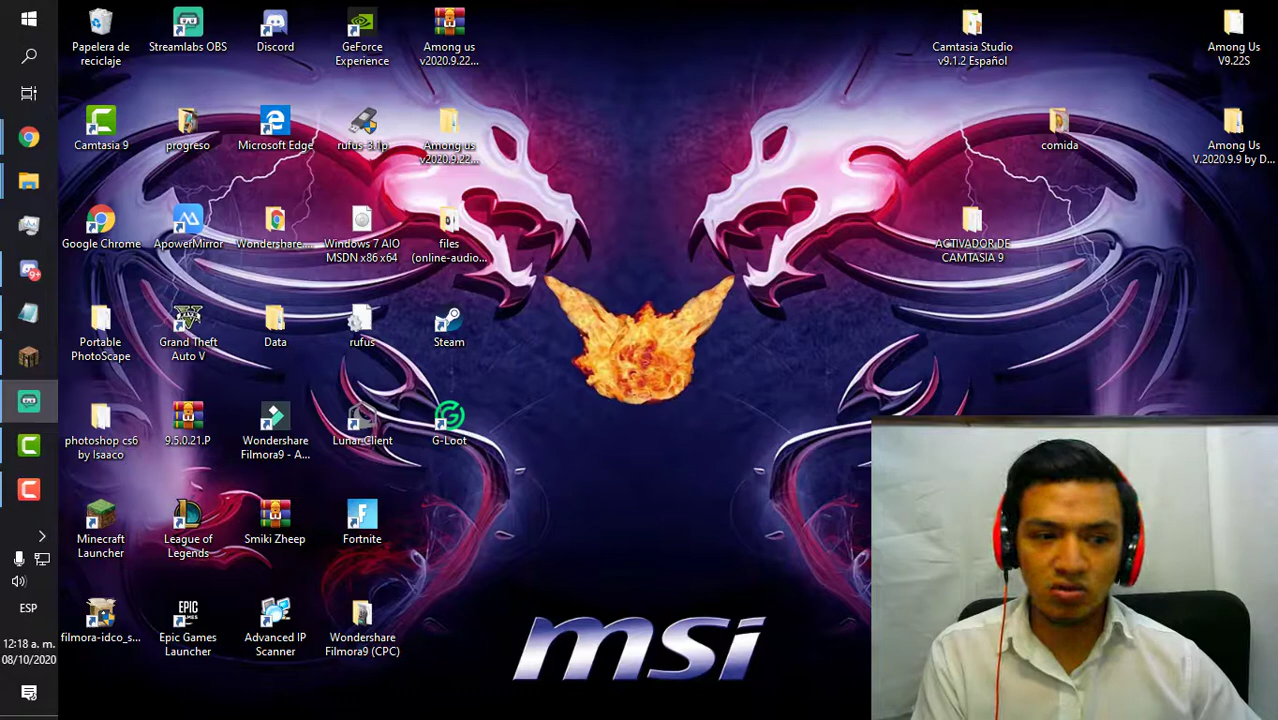 Papelera de
reciclaje
Streamlabs OBS
Discord
GeForce
Experience
Among us
v2020.9.22...
Camtasia Studio
v9.1.2 Español
Among Us
V9.22S
Camtasia 9
progreso
Microsoft Edge
rufus-3.1p
Among us
v2020.9.22...
comida
Among Us
V.2020.9.9 by D...
Google Chrome
ApowerMirror
Wondershare....
Windows 7 AIO
MSDN x86 x64
files
(online-audio...
ACTIVADOR DE
CAMTASIA 9
Portable
PhotoScape
Grand Theft
Auto V
Data
rufus
Steam
photoshop cs6
by Isaaco
9.5.0.21.P
Wondershare
Filmora9 - A...
Lunar Client
G-Loot
Minecraft
Launcher
League of
Legends
Smiki Zheep
Fortnite
filmora-idco_s...
EPIC
GAMES
Epic Games
Launcher
Advanced IP
Scanner
Wondershare
Filmora9 (CPC)
msi
ESP
12:18 a. m.
08/10/2020